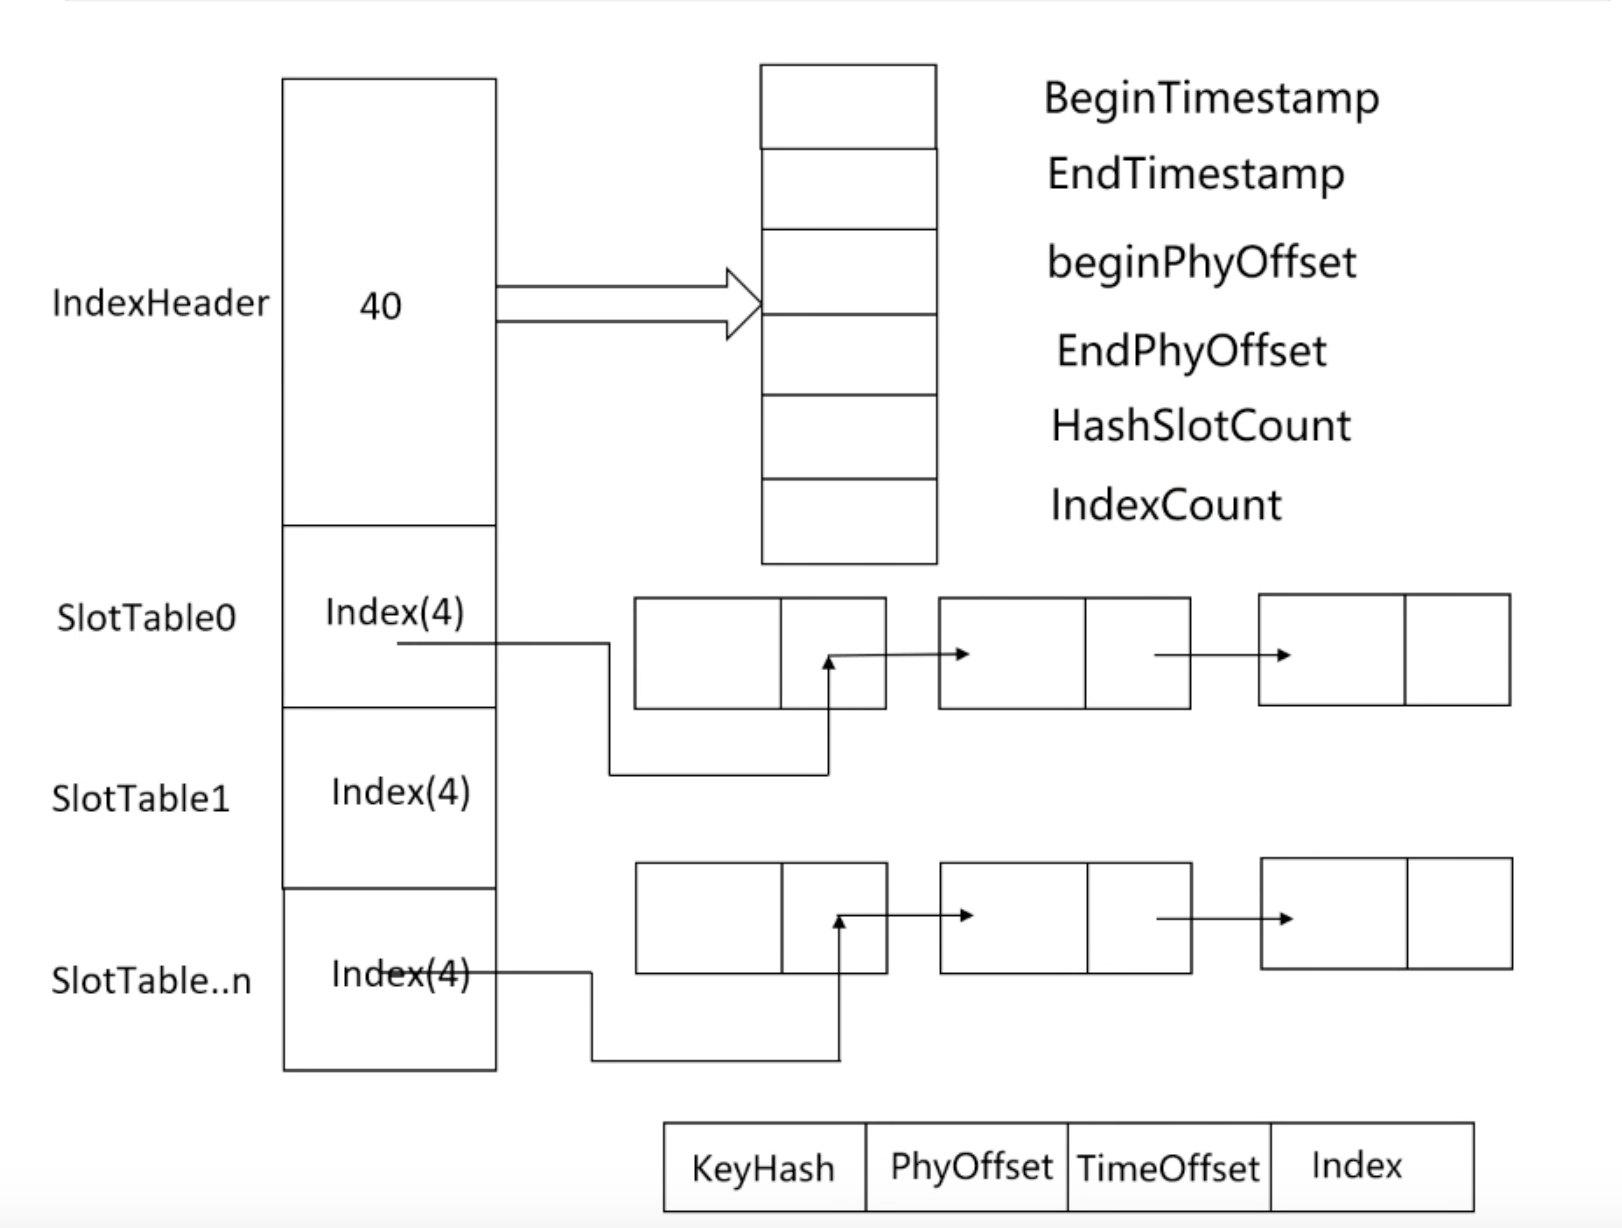 BeginTimestamp
EndTimestamp
beginPhyOffset
IndexHeader
40
EndPhyOffset
HashSlotCount
IndexCount
SlotTable0
Index(4)
SlotTable1
Index(4)
SlotTable..n
Index(4)
KeyHash
PhyOffset
TimeOffset
Index